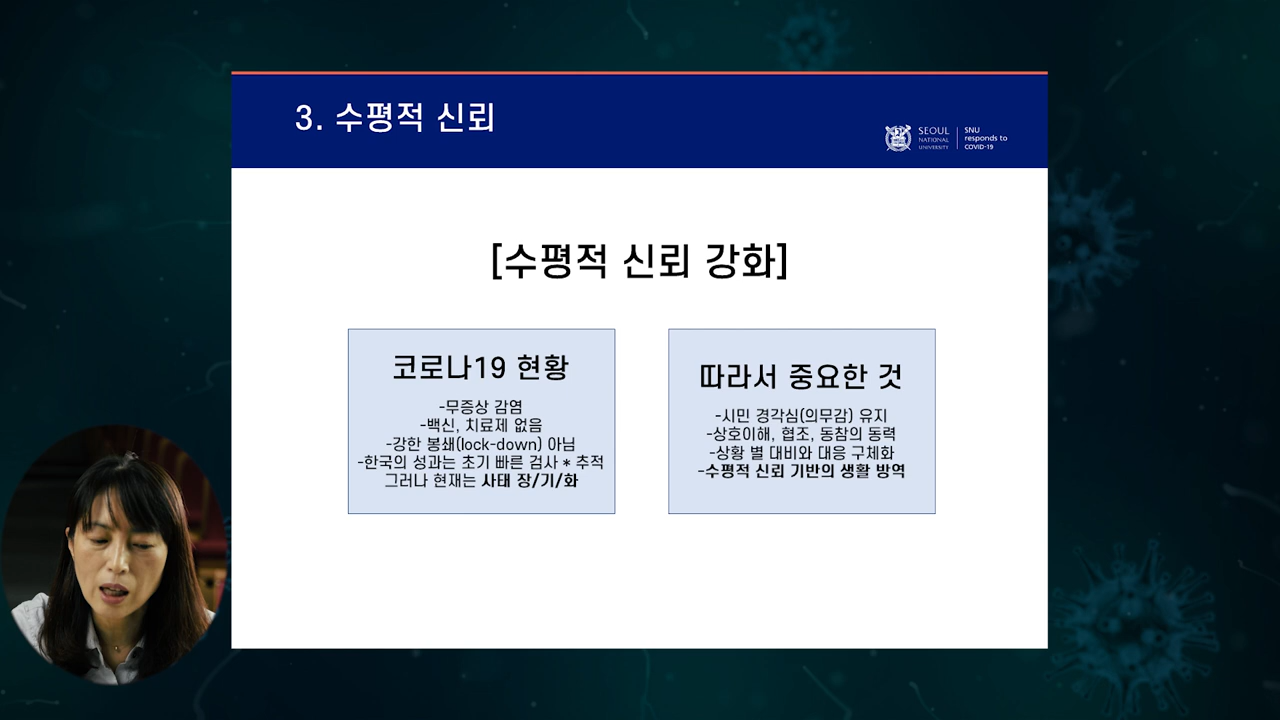 3. 수평적 신뢰
SEOUL
NATIONAL
UNIVERSITY
SNU
responds to
COVID-19
[수평적 신뢰 강화]
코로나19 현황
-무증상 감염
-백신, 치료제 없음
-강한 봉쇄(lock-down) 아님
-한국의 성과는 초기 빠른 검사 * 추적
그러나 현재는 사태 장/기/화
따라서 중요한 것
-시민 경각심(의무감) 유지
-상호이해, 협조, 동참의 동력
-상황 별 대비와 대응 구체화
-수평적 신뢰 기반의 생활 방역